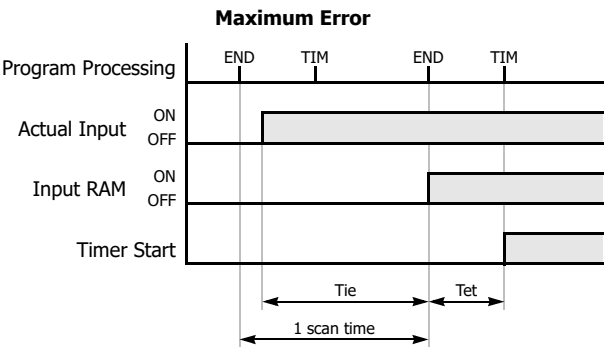 Maximum Error
END TIM END TIM
Program Processing
ON
Actual Input
OFF
ON
Input RAM
OFF
Timer Start
Tie Tet
1 scan time